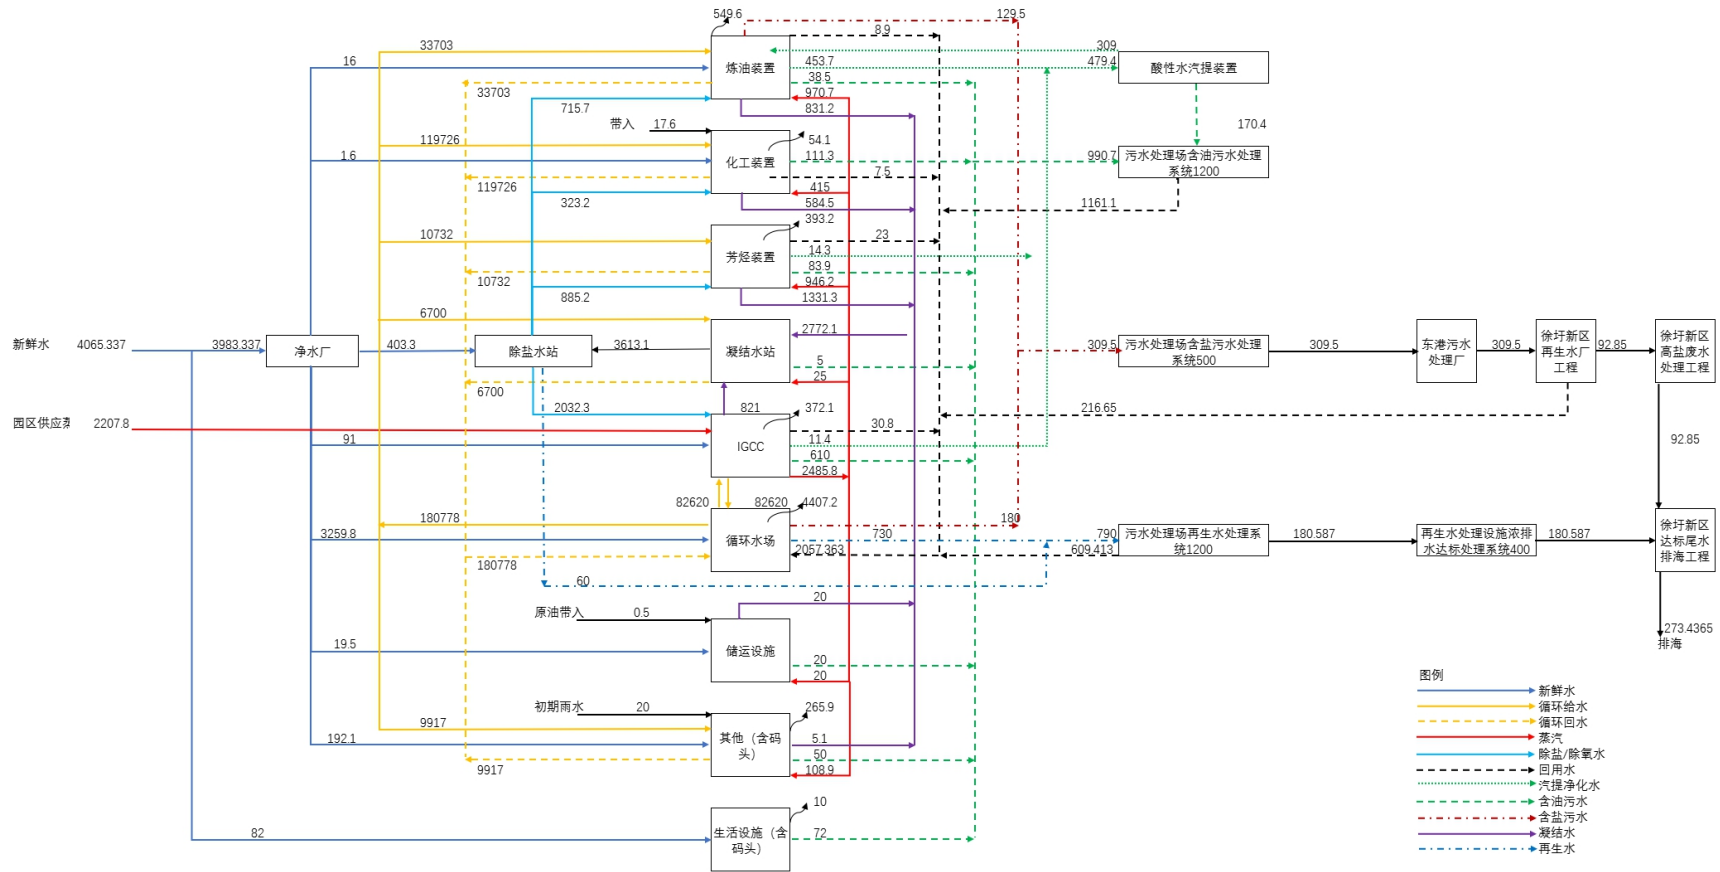 549.6
129.5
8.9
33703
309
16
炼油装置
453.7
479.4
酸性水汽提装置
38.5
33703
970.7
715.7
831.2
带入
17.6
170.4
119726
54.1
1.6
化工装置
111.3
990.7
污水处理场含油污水处理
系统1200
7.5
119726
415
323.2
584.5
1161.1
393.2
10732
23
芳烃装置
14.3
83.9
10732
946.2
885.2
1331.3
6700
2772.1
新鲜水
4065.337
3983.337
净水厂
403.3
除盐水站
3613.1
凝结水站
5
309.5
污水处理场含盐污水处理
系统500
309.5
东港污水
处理厂
309.5
徐圩新区
再生水厂
工程
92.85
徐圩新区
高盐废水
处理工程
25
6700
2032.3
821
372.1
216.65
园区供应蒸
2207.8
30.8
91
IGCC
11.4
610
92.85
2485.8
82620
82620
4407.2
180778
180
3259.8
循环水场
730
790
污水处理场再生水处理系
统1200
180.587
再生水处理设施浓排
水达标处理系统400
180.587
徐圩新区
达标尾水
排海工程
2057.363
609.413
180778
60
20
原油带入
0.5
273.4365
排海
19.5
储运设施
20
20
图例
新鲜水
循环给水
循环回水
蒸汽
除盐/除氧水
回用水
汽提净化水
含油污水
含盐污水
凝结水
再生水
初期雨水
20
265.9
9917
192.1
其他（含码
头）
5.1
50
9917
108.9
10
82
生活设施（含
码头）
72